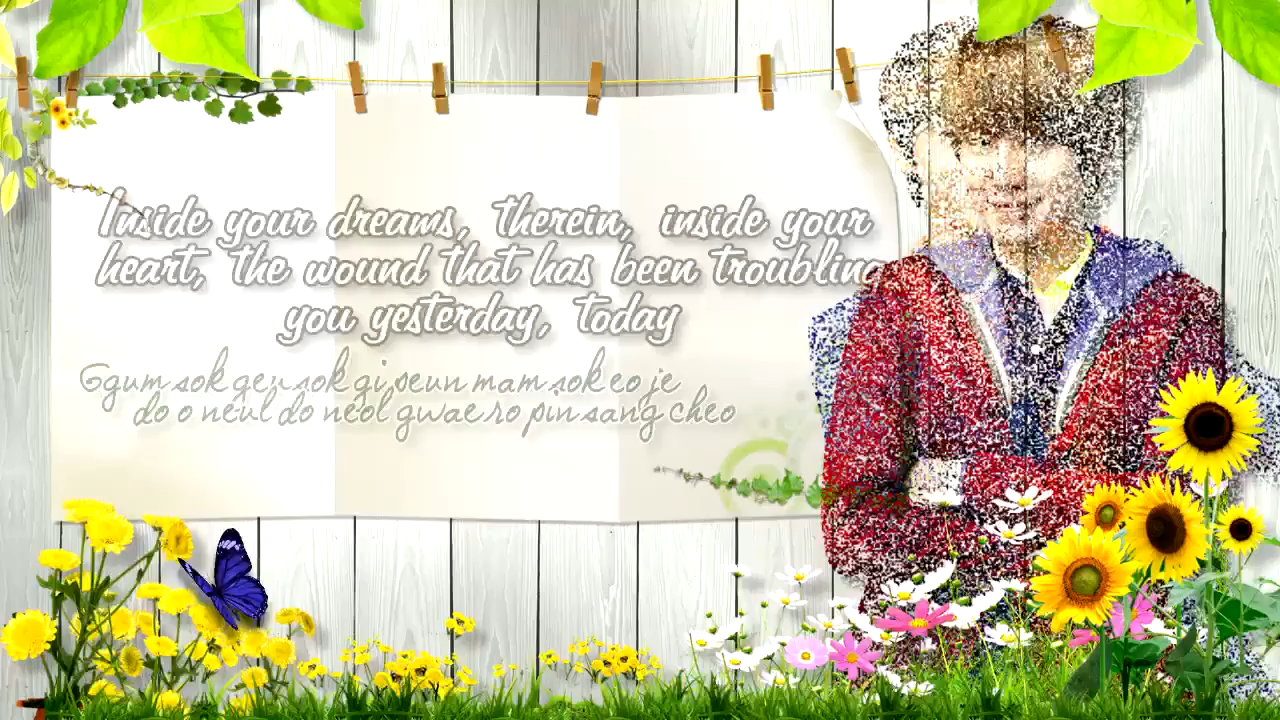 Inside your dreams, therein, inside your
heart, the wound that has been troubling
you yesterday, today
Ggum sok geu sok gi peun mam sok eo je
do o neul do neol gwae ro pin sang cheo